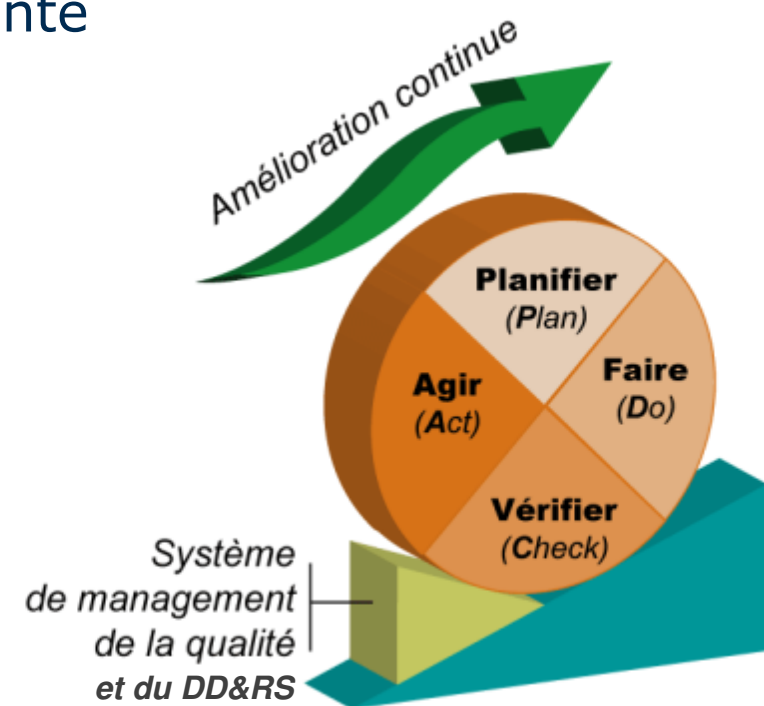 nte
Amélioration continue
Planifier
(Plan)
Faire
(Do)
Agir
(Act)
Vérifier
(Check)
Système
de management
de la qualité
et du DD&RS